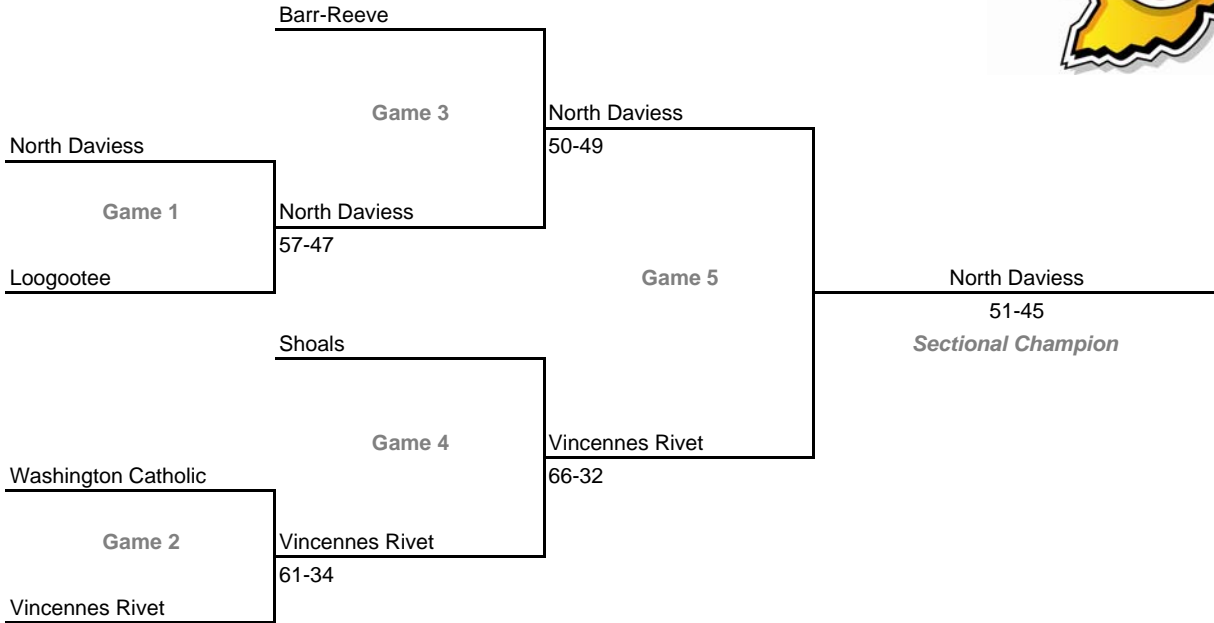 Barr-Reeve
Game 3
North Daviess
North Daviess
50-49
Game 1
North Daviess
57-47
Loogootee
Game 5
North Daviess
51-45
Shoals
Sectional Champion
Game 4
Vincennes Rivet
Washington Catholic
66-32
Game 2
Vincennes Rivet
61-34
Vincennes Rivet